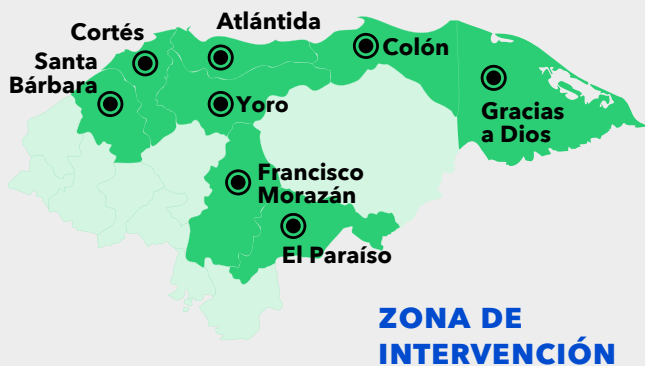 Atlántida
Cortés
Colón
Santa
Bárbara
Yoro
Gracias
a Dios
Francisco
Morazán
El Paraíso
ZONA DE
INTERVENCIÓN